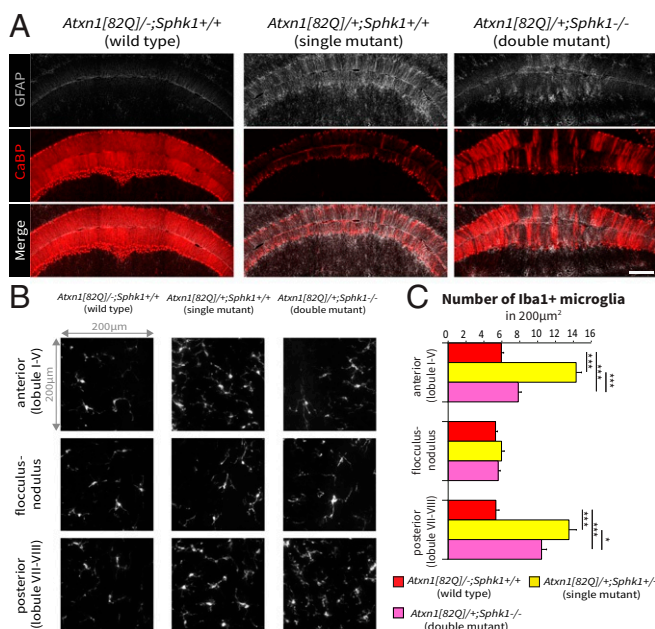 A
Atxn1[82Q]/-;Sphk1+/+
(wild type)
Atxn1[82Q]/+;Sphk1+/+
(single mutant)
Atxn1[82Q]/+;Sphk1-/-
(double mutant)
GFAP
CaBP
Merge
B
Atxn1[82Q]/-;Sphk1+/+
(wild type)
Atxn1[82Q]/+;Sphk1+/+
(single mutant)
Atxn1[82Q]/+;Sphk1-/-
(double mutant)
200μm
200μm
anterior
(lobule I-V)
flocculus-
nodulus
posterior
(lobule VII-VIII)
C
Number of Iba1+ microglia
in 200μm²
0 2 4 6 8 10 12 14 16
anterior
(lobule I-V)
***
***
***
flocculus-
nodulus
posterior
(lobule VII-VIII)
***
***
*
Atxn1[82Q]/-;Sphk1+/+
(wild type)
Atxn1[82Q]/+;Sphk1+/+
(single mutant)
Atxn1[82Q]/+;Sphk1-/-
(double mutant)